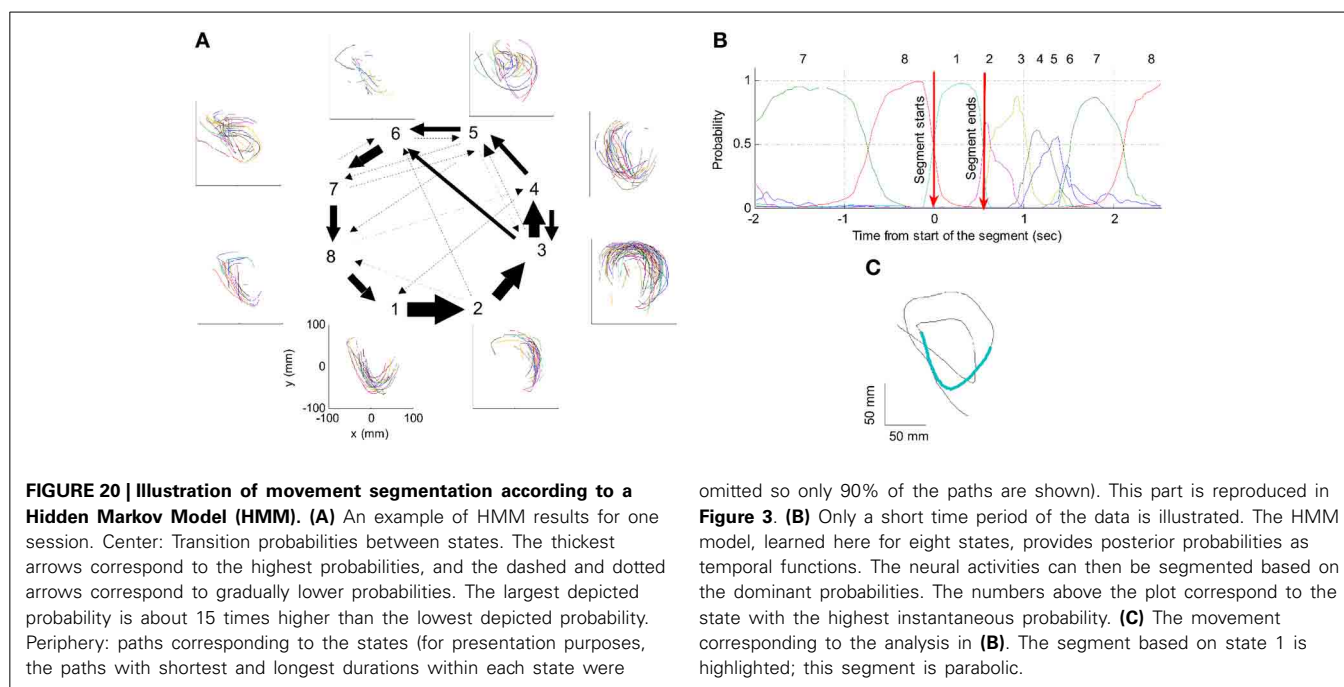 A
6
5
7
4
8
3
1
2
100
y (mm)
0
-100
-100
0
100
x (mm)
B
7
8
1
2
3
4
5
6
7
8
1
Probability
0.5
0
Segment starts
Segment ends
-2
-1
0
1
2
Time from start of the segment (sec)
C
50 mm
50 mm
FIGURE 20 | Illustration of movement segmentation according to a
Hidden Markov Model (HMM). (A) An example of HMM results for one
session. Center: Transition probabilities between states. The thickest
arrows correspond to the highest probabilities, and the dashed and dotted
arrows correspond to gradually lower probabilities. The largest depicted
probability is about 15 times higher than the lowest depicted probability.
Periphery: paths corresponding to the states (for presentation purposes,
the paths with shortest and longest durations within each state were
omitted so only 90% of the paths are shown). This part is reproduced in
Figure 3. (B) Only a short time period of the data is illustrated. The HMM
model, learned here for eight states, provides posterior probabilities as
temporal functions. The neural activities can then be segmented based on
the dominant probabilities. The numbers above the plot correspond to the
state with the highest instantaneous probability. (C) The movement
corresponding to the analysis in (B). The segment based on state 1 is
highlighted; this segment is parabolic.